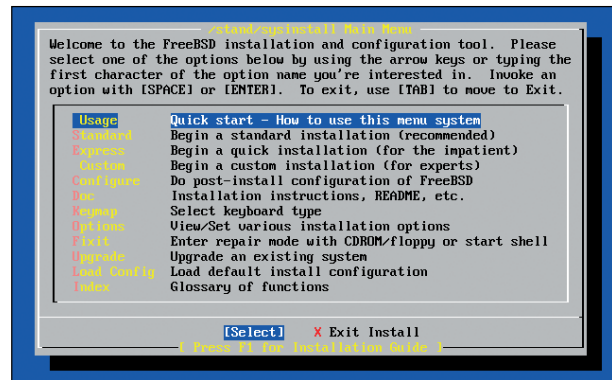 /stand/sysinstall Main Menu
Welcome to the FreeBSD installation and configuration tool.  Please
select one of the options below by using the arrow keys or typing the
first character of the option name you're interested in.  Invoke an
option with [SPACE] or [ENTER].  To exit, use [TAB] to move to Exit.
Usage Quick start - How to use this menu system
Standard Begin a standard installation (recommended)
Express Begin a quick installation (for the impatient)
Custom Begin a custom installation (for experts)
Configure Do post-install configuration of FreeBSD
Doc Installation instructions, README, etc.
Keymap Select keyboard type
Options View/Set various installation options
Fixit Enter repair mode with CDROM/floppy or start shell
Upgrade Upgrade an existing system
Load Config Load default install configuration
Index Glossary of functions
[Select] X Exit Install
[ Press F1 for Installation Guide ]